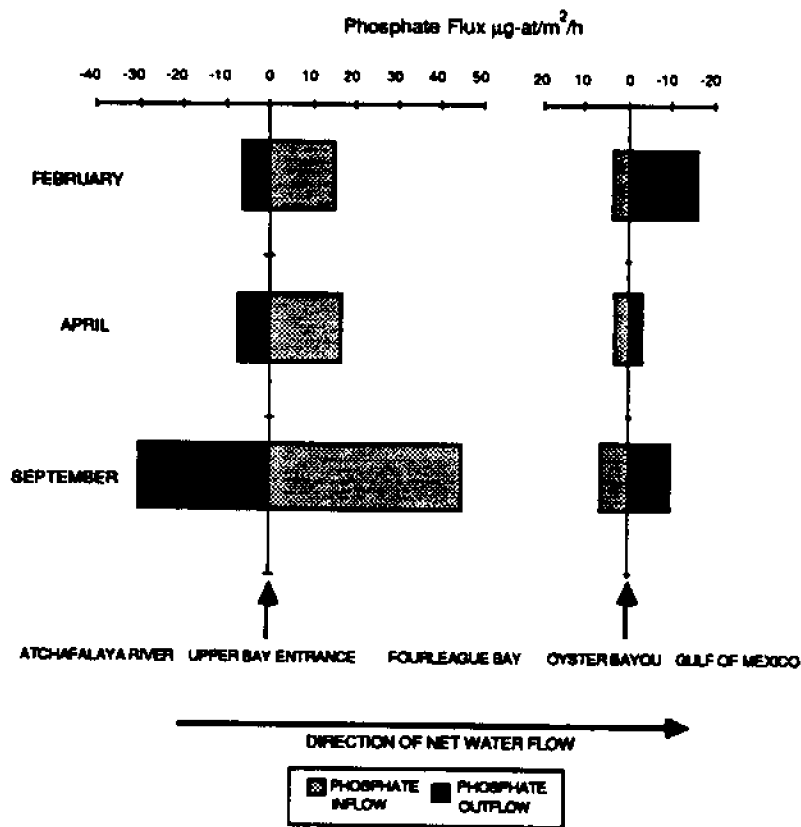 Phosphate Flux µg-at/m²/h
-40 -30 -20 0 10 20 30 40 50 20 10 0 -10 -20
FEBRUARY
APRIL
SEPTEMBER
ATCHAFALAYA RIVER UPPER BAY ENTRANCE FOURLEAGUE BAY OYSTER BAYOU GULF OF MEXICO
DIRECTION OF NET WATER FLOW
PHOSPHATE INFLOW
PHOSPHATE OUTFLOW